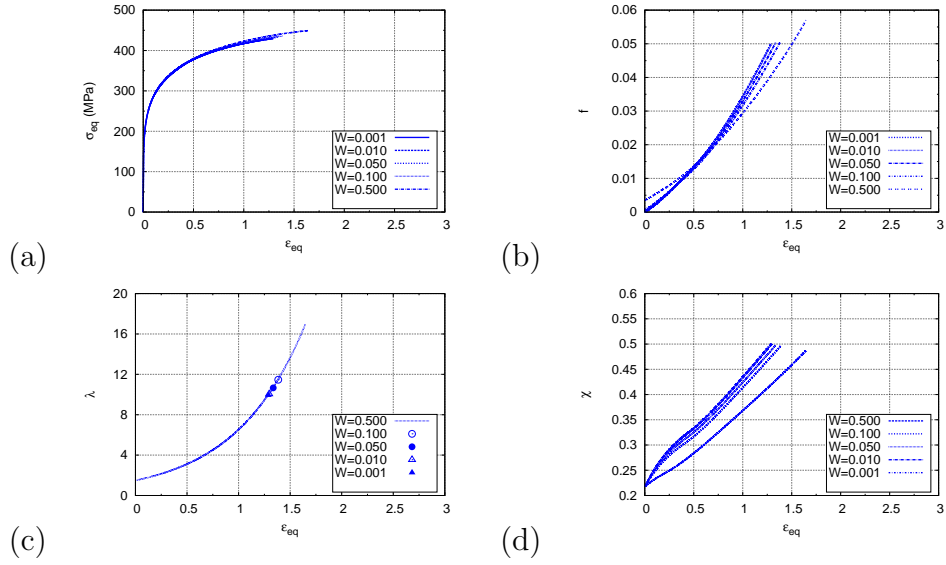 500
400
300
200
100
0
σeq (MPa)
W=0.001
W=0.010
W=0.050
W=0.100
W=0.500
0 0.5 1 1.5 2 2.5 3
εeq
(a)
0.06
0.05
0.04
0.03
0.02
0.01
0
f
W=0.001
W=0.010
W=0.050
W=0.100
W=0.500
0 0.5 1 1.5 2 2.5 3
εeq
(b)
20
16
12
8
4
0
λ
W=0.500
W=0.100
W=0.050
W=0.010
W=0.001
0 0.5 1 1.5 2 2.5 3
εeq
(c)
0.6
0.55
0.5
0.45
0.4
0.35
0.3
0.25
0.2
χ
W=0.500
W=0.100
W=0.050
W=0.010
W=0.001
0 0.5 1 1.5 2 2.5 3
εeq
(d)